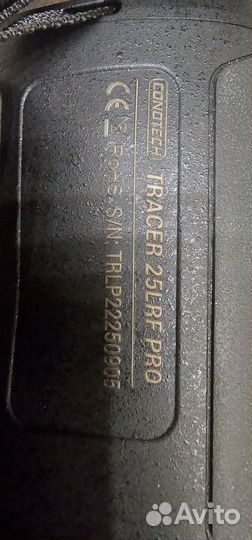 CONOTECH
TRACER 25LRF PRO
CE RoHS S/N: TRLP22250905
Avito